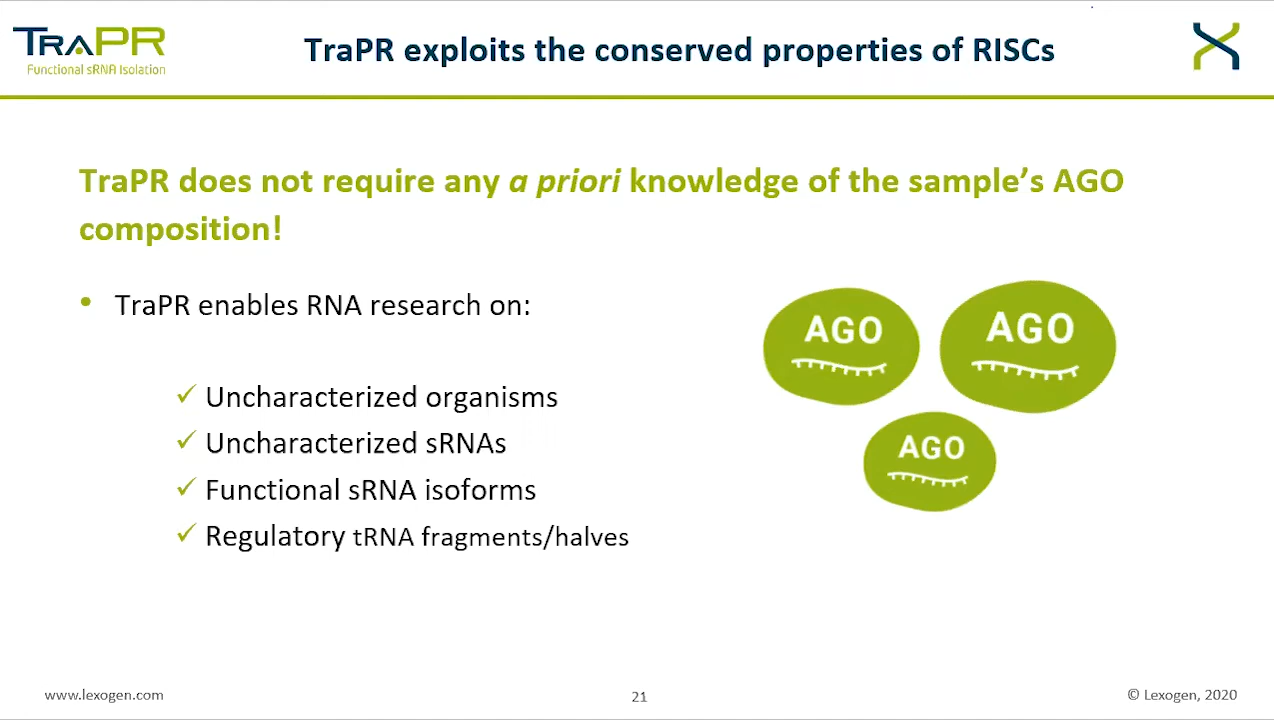 TRAPR
Functional sRNA Isolation
TraPR exploits the conserved properties of RISCs
TraPR does not require any a priori knowledge of the sample’s AGO
composition!
• TraPR enables RNA research on:
✓ Uncharacterized organisms
✓ Uncharacterized sRNAs
✓ Functional sRNA isoforms
✓ Regulatory tRNA fragments/halves
AGO
AGO
AGO
www.lexogen.com
21
© Lexogen, 2020